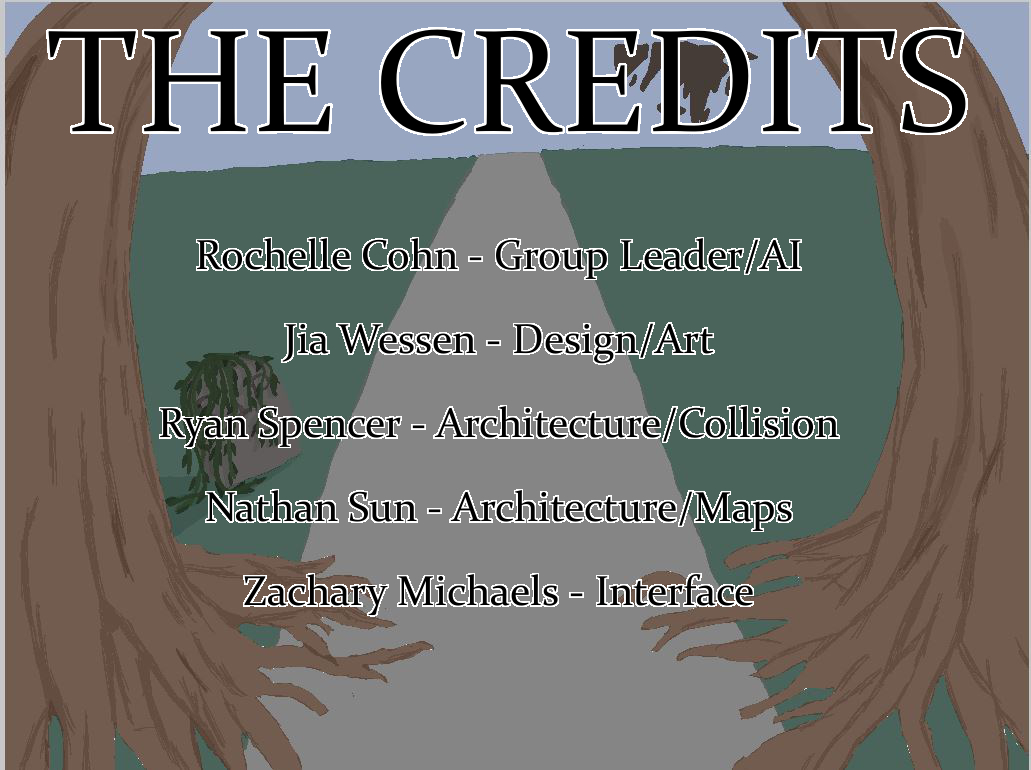 THE CREDITS
Rochelle Cohn - Group Leader/AI
Jia Wessen - Design/Art
Ryan Spencer - Architecture/Collision
Nathan Sun - Architecture/Maps
Zachary Michaels - Interface